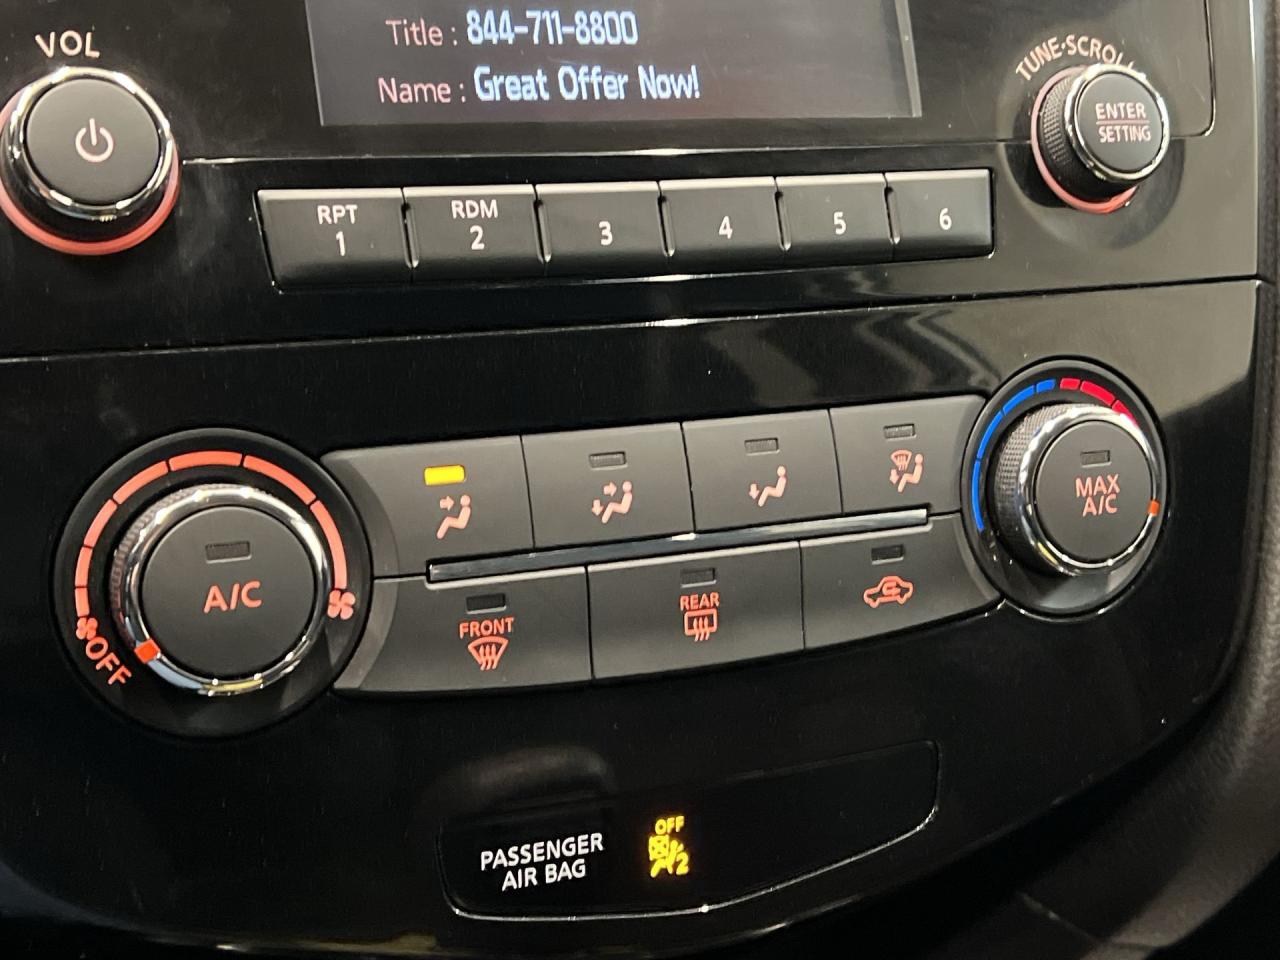 Title : 844-711-8800
Name : Great Offer Now!
VOL
TUNE·SCROLL
ENTER
SETTING
RPT
1
RDM
2
3
4
5
6
A/C
OFF
MAX
A/C
FRONT
REAR
PASSENGER
AIR BAG
OFF
2